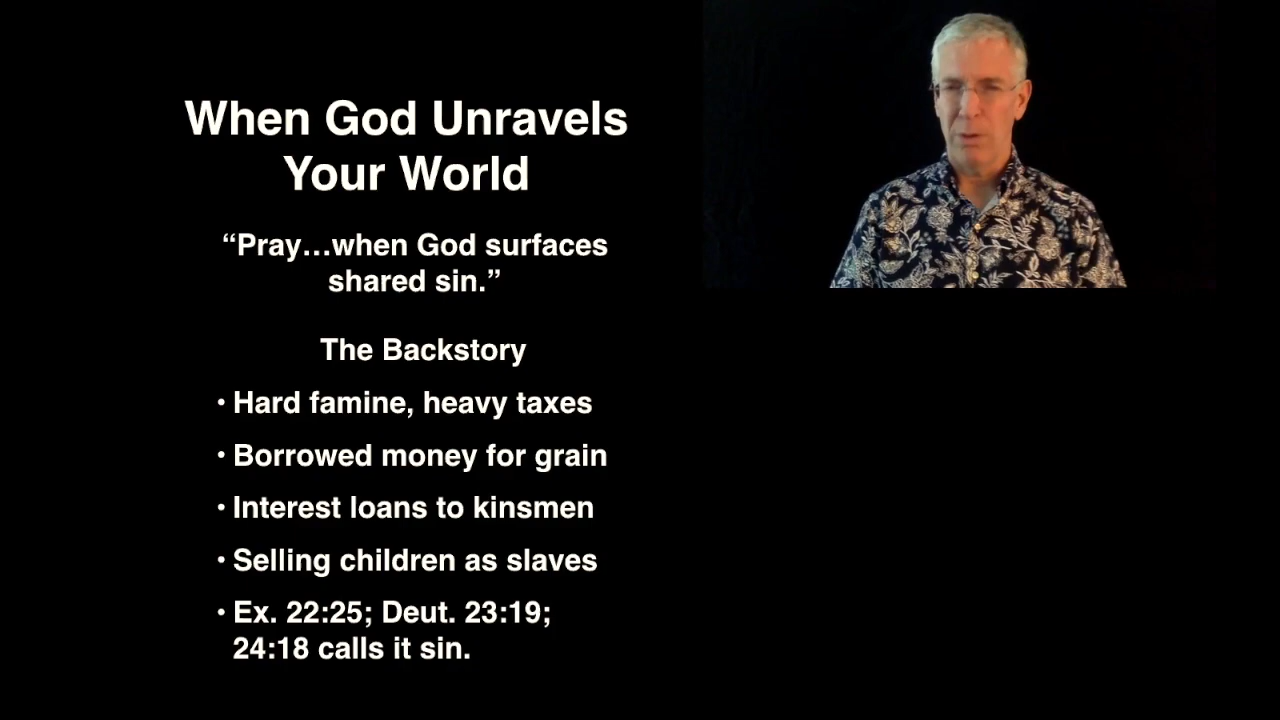 When God Unravels
Your World
“Pray…when God surfaces
shared sin.”
The Backstory
• Hard famine, heavy taxes
• Borrowed money for grain
• Interest loans to kinsmen
• Selling children as slaves
• Ex. 22:25; Deut. 23:19;
24:18 calls it sin.